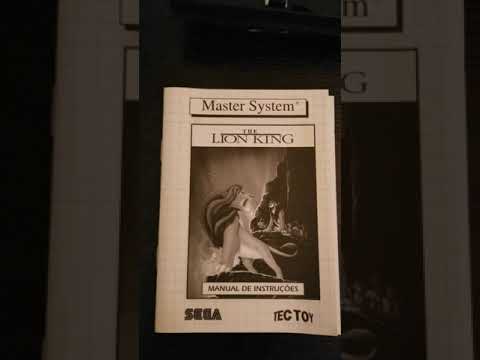 Master System®
THE
LION KING
MANUAL DE INSTRUÇÕES
SEGA
TEC TOY